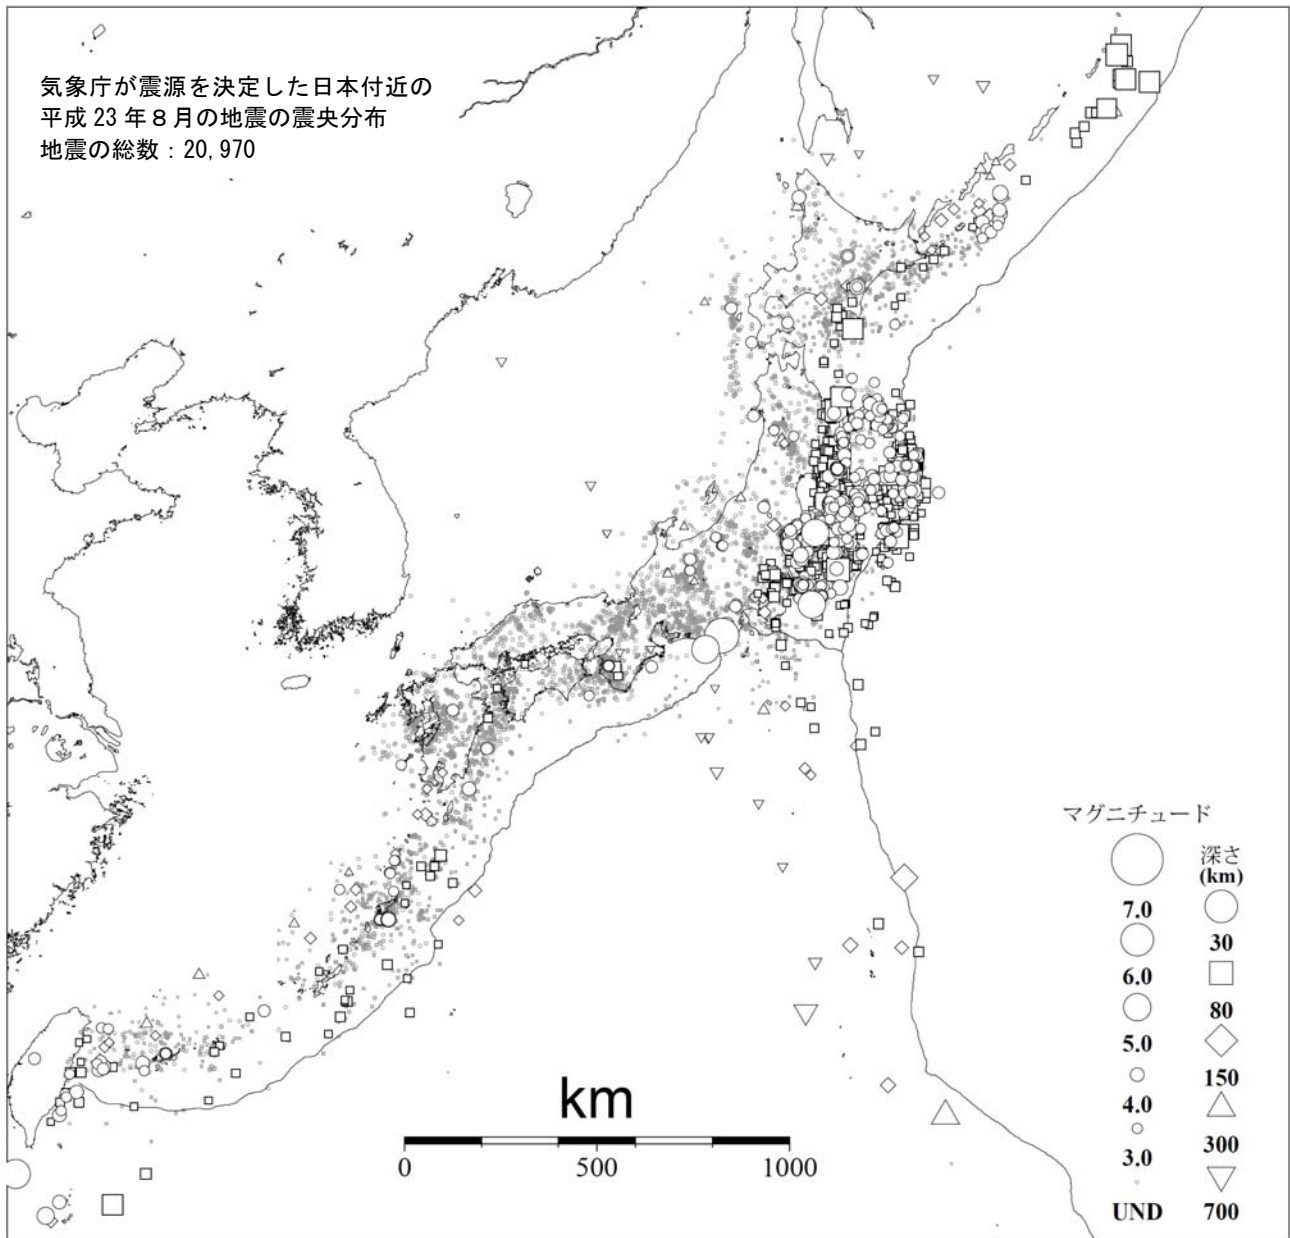 気象庁が震源を決定した日本付近の
平成 23 年８月の地震の震央分布
地震の総数：20,970
マグニチュード
深さ
(km)
7.0
30
6.0
80
5.0
150
4.0
300
3.0
UND 700
km
0 500 1000